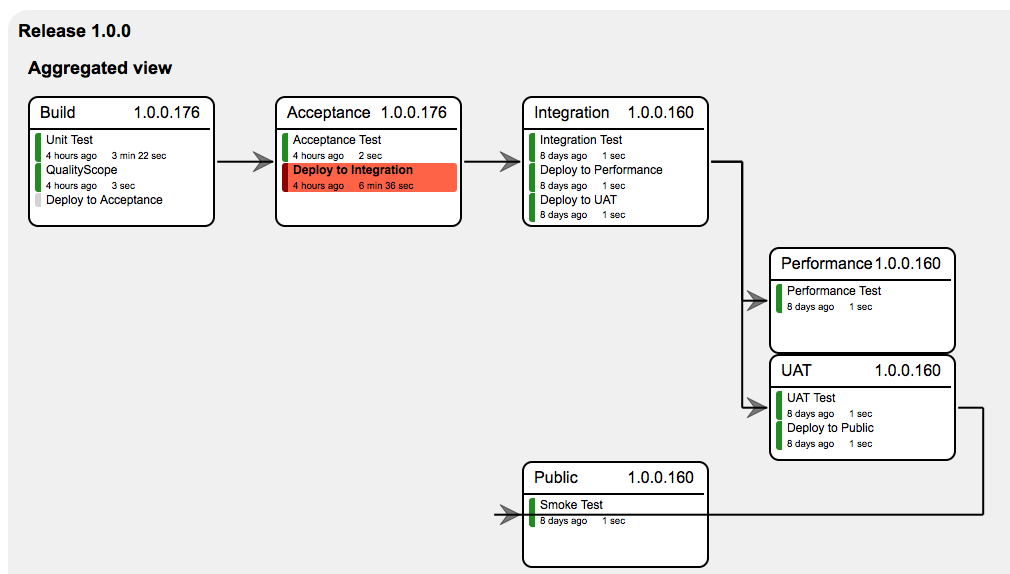 Release 1.0.0
Aggregated view
Build 1.0.0.176
Unit Test
4 hours ago 3 min 22 sec
QualityScope
4 hours ago 3 sec
Deploy to Acceptance
Acceptance 1.0.0.176
Acceptance Test
4 hours ago 2 sec
Deploy to Integration
4 hours ago 6 min 36 sec
Integration 1.0.0.160
Integration Test
8 days ago 1 sec
Deploy to Performance
8 days ago 1 sec
Deploy to UAT
8 days ago 1 sec
Performance 1.0.0.160
Performance Test
8 days ago 1 sec
UAT 1.0.0.160
UAT Test
8 days ago 1 sec
Deploy to Public
8 days ago 1 sec
Public 1.0.0.160
Smoke Test
8 days ago 1 sec